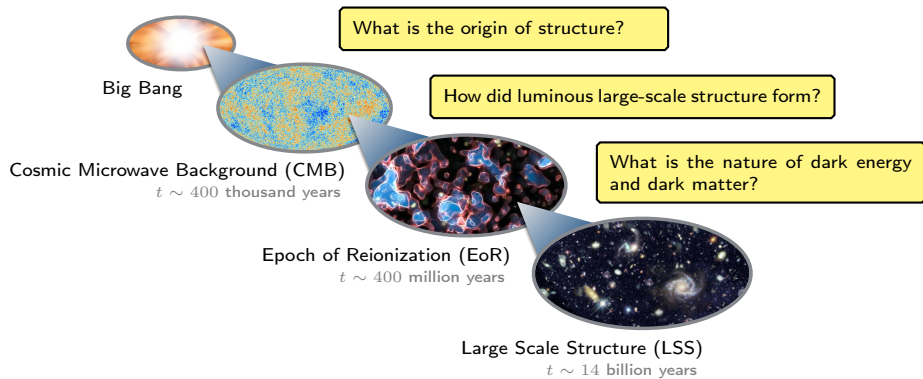 What is the origin of structure?
Big Bang
How did luminous large-scale structure form?
Cosmic Microwave Background (CMB)
t ∼ 400 thousand years
What is the nature of dark energy
and dark matter?
Epoch of Reionization (EoR)
t ∼ 400 million years
Large Scale Structure (LSS)
t ∼ 14 billion years